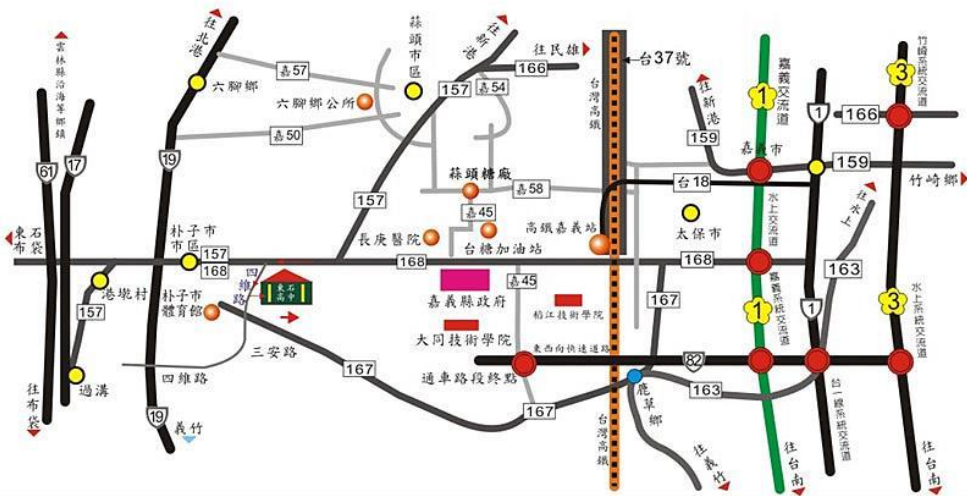 往北港
蒜頭市區
往新港
往民雄
166
台37號
雲林縣沿海等鄉鎮
嘉57
157
嘉54
六腳鄉
六腳鄉公所
台灣高鐵
往新港
嘉義交流道
1
1
竹崎系統交流道
3
166
61
17
19
嘉50
159
嘉義市
159
竹崎鄉
蒜頭糖廠
嘉58
台18
157
嘉45
往水上
東石
布袋
朴子市
市區
157
168
長庚醫院
台糖加油站
高鐵嘉義站
太保市
水上交流道
163
四維路
168
168
港墘村
東石
高中
嘉義縣政府
嘉45
167
嘉義系統交流道
1
1
3
水上系統交流道
157
朴子市
體育館
稻江技術學院
大同技術學院
三安路
東西向快速道路
82
過溝
四維路
167
通車路段終點
163
台一線系統交流道
往布袋
19
義竹
167
鹿草鄉
台灣高鐵
往義竹
往台南
往台南